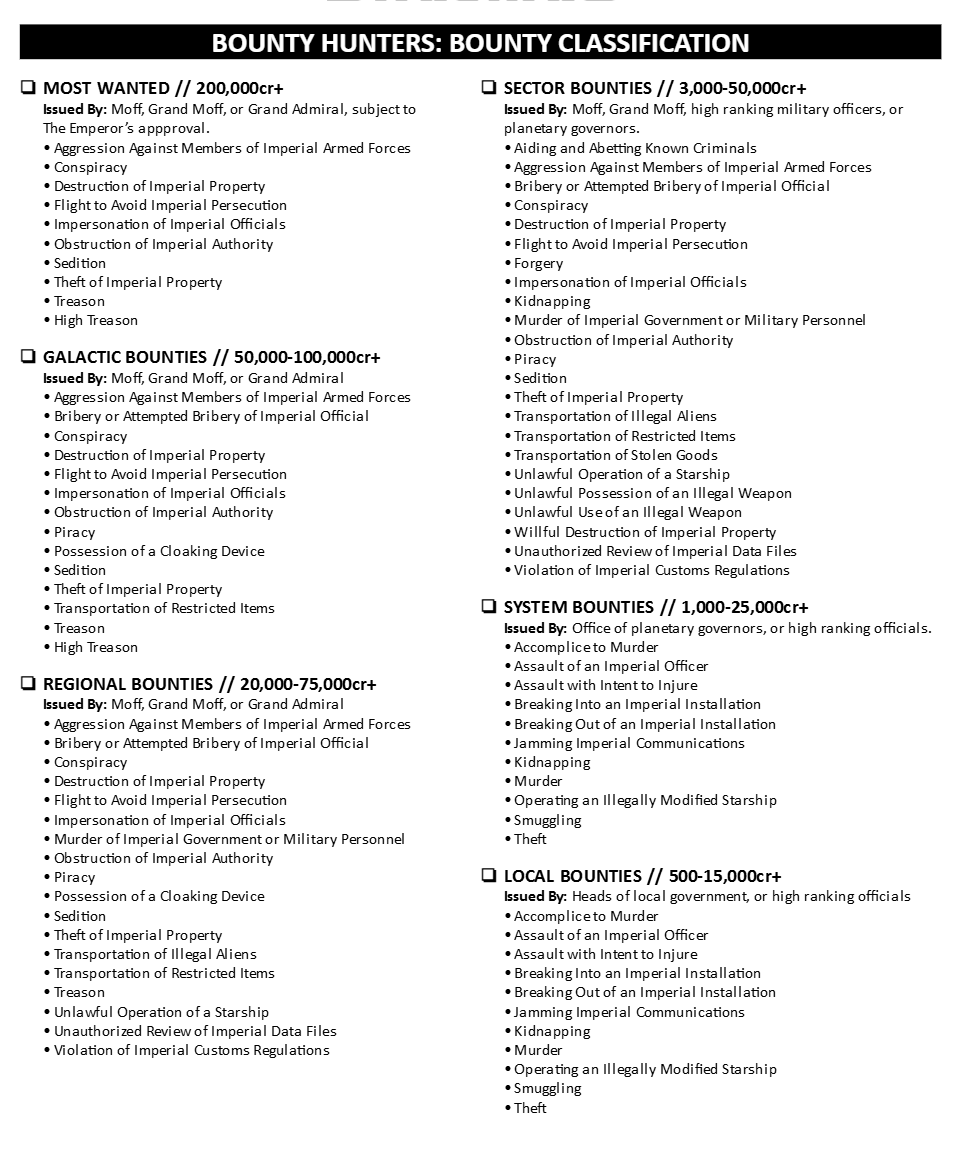 BOUNTY HUNTERS: BOUNTY CLASSIFICATION
❑ MOST WANTED // 200,000cr+
Issued By: Moff, Grand Moff, or Grand Admiral, subject to
The Emperor's appproval.
• Aggression Against Members of Imperial Armed Forces
• Conspiracy
• Destruction of Imperial Property
• Flight to Avoid Imperial Persecution
• Impersonation of Imperial Officials
• Obstruction of Imperial Authority
• Sedition
• Theft of Imperial Property
• Treason
• High Treason
❑ GALACTIC BOUNTIES // 50,000-100,000cr+
Issued By: Moff, Grand Moff, or Grand Admiral
• Aggression Against Members of Imperial Armed Forces
• Bribery or Attempted Bribery of Imperial Official
• Conspiracy
• Destruction of Imperial Property
• Flight to Avoid Imperial Persecution
• Impersonation of Imperial Officials
• Obstruction of Imperial Authority
• Piracy
• Possession of a Cloaking Device
• Sedition
• Theft of Imperial Property
• Transportation of Restricted Items
• Treason
• High Treason
❑ REGIONAL BOUNTIES // 20,000-75,000cr+
Issued By: Moff, Grand Moff, or Grand Admiral
• Aggression Against Members of Imperial Armed Forces
• Bribery or Attempted Bribery of Imperial Official
• Conspiracy
• Destruction of Imperial Property
• Flight to Avoid Imperial Persecution
• Impersonation of Imperial Officials
• Murder of Imperial Government or Military Personnel
• Obstruction of Imperial Authority
• Piracy
• Possession of a Cloaking Device
• Sedition
• Theft of Imperial Property
• Transportation of Illegal Aliens
• Transportation of Restricted Items
• Treason
• Unlawful Operation of a Starship
• Unauthorized Review of Imperial Data Files
• Violation of Imperial Customs Regulations
❑ SECTOR BOUNTIES // 3,000-50,000cr+
Issued By: Moff, Grand Moff, high ranking military officers, or
planetary governors.
• Aiding and Abetting Known Criminals
• Aggression Against Members of Imperial Armed Forces
• Bribery or Attempted Bribery of Imperial Official
• Conspiracy
• Destruction of Imperial Property
• Flight to Avoid Imperial Persecution
• Forgery
• Impersonation of Imperial Officials
• Kidnapping
• Murder of Imperial Government or Military Personnel
• Obstruction of Imperial Authority
• Piracy
• Sedition
• Theft of Imperial Property
• Transportation of Illegal Aliens
• Transportation of Restricted Items
• Transportation of Stolen Goods
• Unlawful Operation of a Starship
• Unlawful Possession of an Illegal Weapon
• Unlawful Use of an Illegal Weapon
• Willful Destruction of Imperial Property
• Unauthorized Review of Imperial Data Files
• Violation of Imperial Customs Regulations
❑ SYSTEM BOUNTIES // 1,000-25,000cr+
Issued By: Office of planetary governors, or high ranking officials.
• Accomplice to Murder
• Assault of an Imperial Officer
• Assault with Intent to Injure
• Breaking Into an Imperial Installation
• Breaking Out of an Imperial Installation
• Jamming Imperial Communications
• Kidnapping
• Murder
• Operating an Illegally Modified Starship
• Smuggling
• Theft
❑ LOCAL BOUNTIES // 500-15,000cr+
Issued By: Heads of local government, or high ranking officials
• Accomplice to Murder
• Assault of an Imperial Officer
• Assault with Intent to Injure
• Breaking Into an Imperial Installation
• Breaking Out of an Imperial Installation
• Jamming Imperial Communications
• Kidnapping
• Murder
• Operating an Illegally Modified Starship
• Smuggling
• Theft